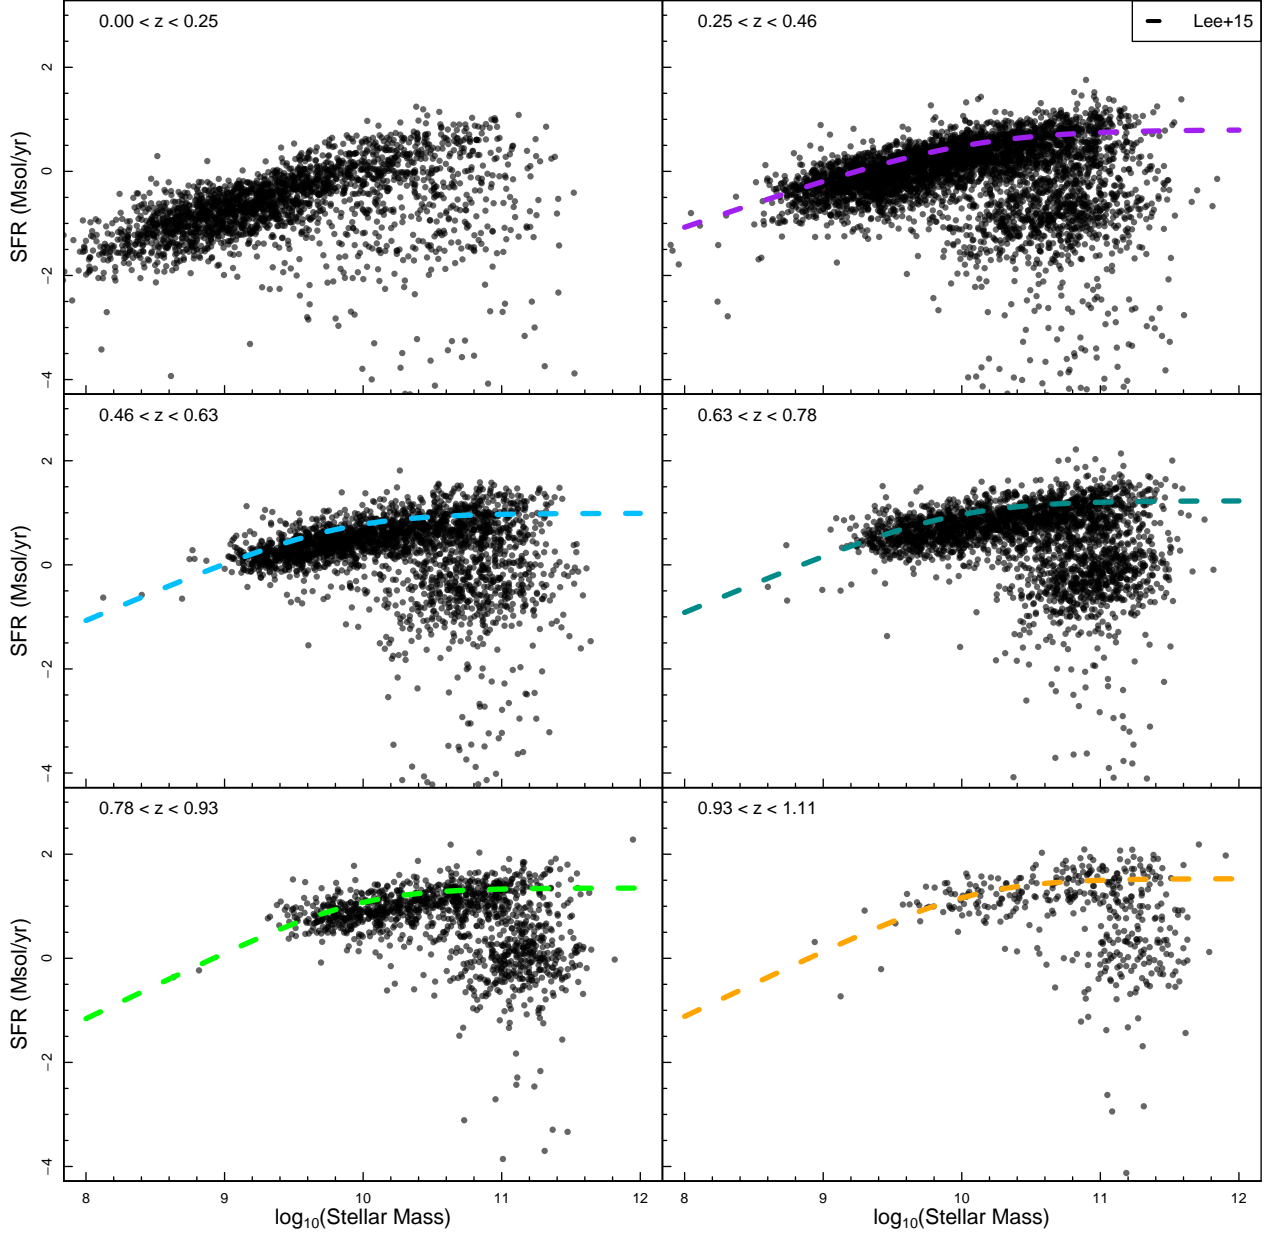 0.00 < z < 0.25
0.25 < z < 0.46
Lee+15
SFR (Msol/yr)
2
0
−2
−4
0.46 < z < 0.63
0.63 < z < 0.78
SFR (Msol/yr)
2
0
−2
−4
0.78 < z < 0.93
0.93 < z < 1.11
SFR (Msol/yr)
2
0
−2
−4
8 9 10 11 12
8 9 10 11 12
log₁₀(Stellar Mass)
log₁₀(Stellar Mass)